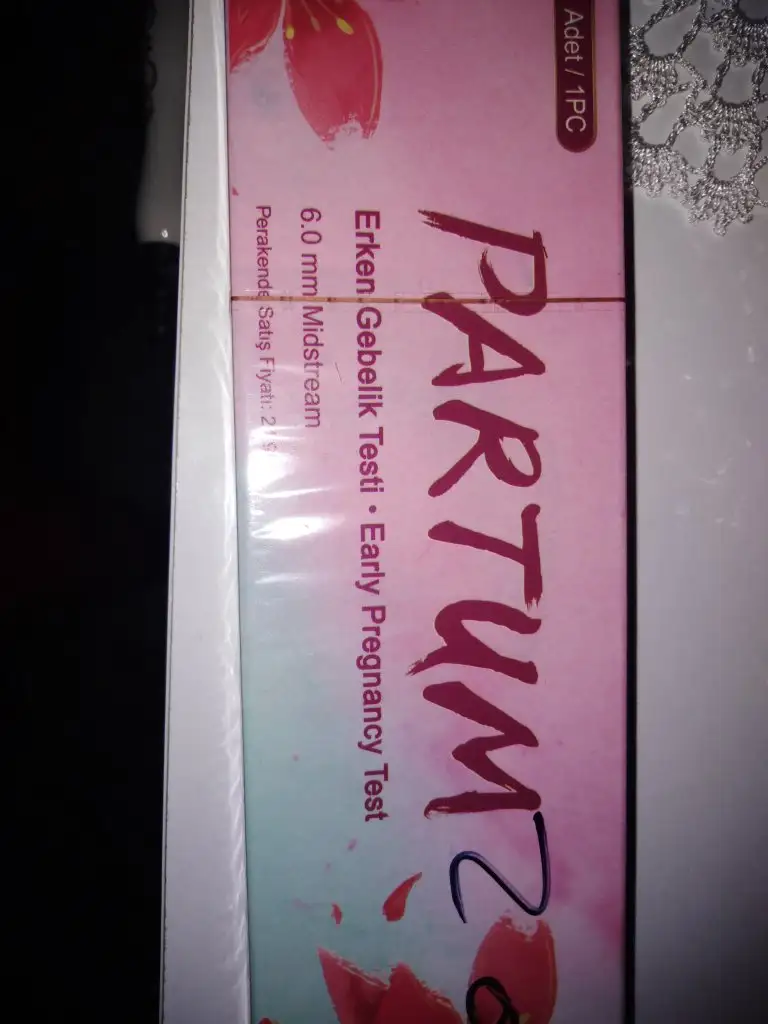 Adet / 1PC
PARTUM
Erken Gebelik Testi • Early Pregnancy Test
6.0 mm Midstream
Perakende Satış Fiyatı: